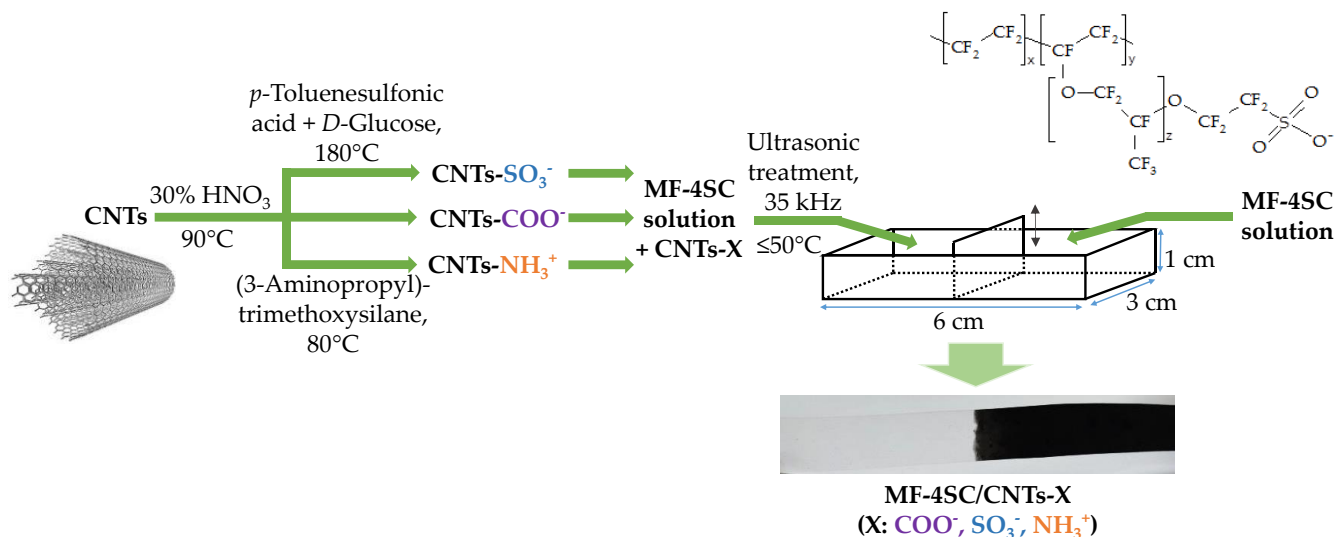 p-Toluenesulfonic
acid + D-Glucose,
180°C
CNTs
30% HNO₃
90°C
CNTs-SO₃⁻
CNTs-COO⁻
CNTs-NH₃⁺
(3-Aminopropyl)-
trimethoxysilane,
80°C
MF-4SC
solution
+ CNTs-X
Ultrasonic
treatment,
35 kHz
≤50°C
CF₂ CF₂ x CF CF₂ y
O CF₂ CF z CF₃
O CF₂ CF₂ S O O O⁻
MF-4SC
solution
1 cm
3 cm
6 cm
MF-4SC/CNTs-X
(X: COO⁻, SO₃⁻, NH₃⁺)